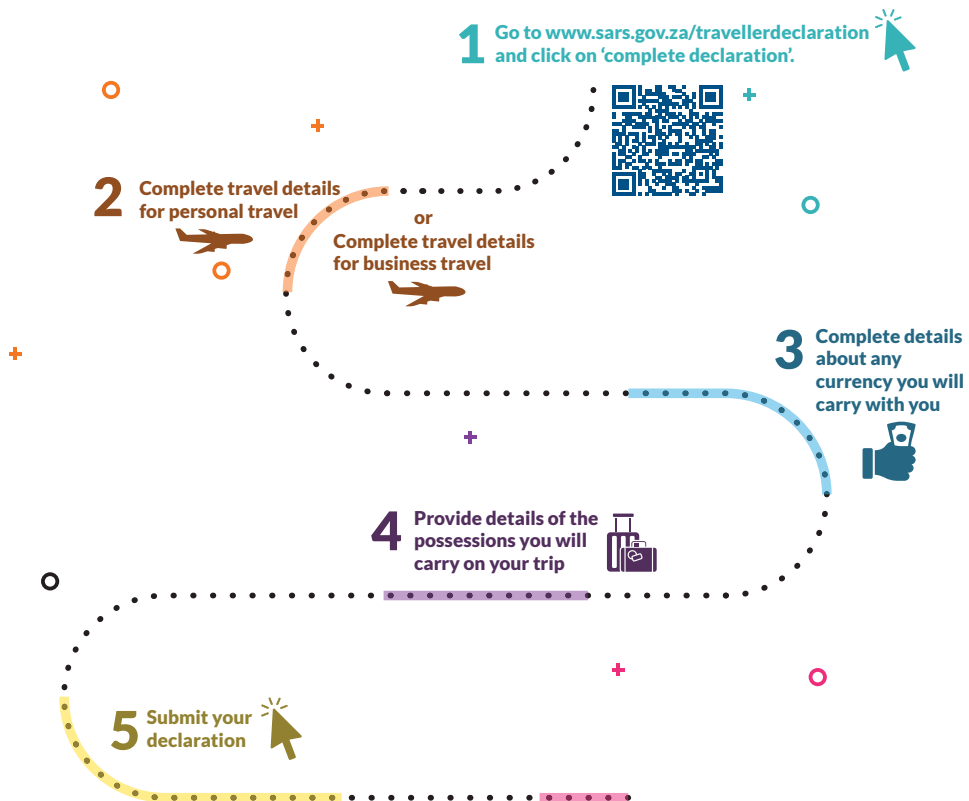 1 Go to www.sars.gov.za/travellerdeclaration
and click on ‘complete declaration’.
2 Complete travel details
for personal travel
or
Complete travel details
for business travel
3 Complete details
about any
currency you will
carry with you
4 Provide details of the
possessions you will
carry on your trip
5 Submit your
declaration